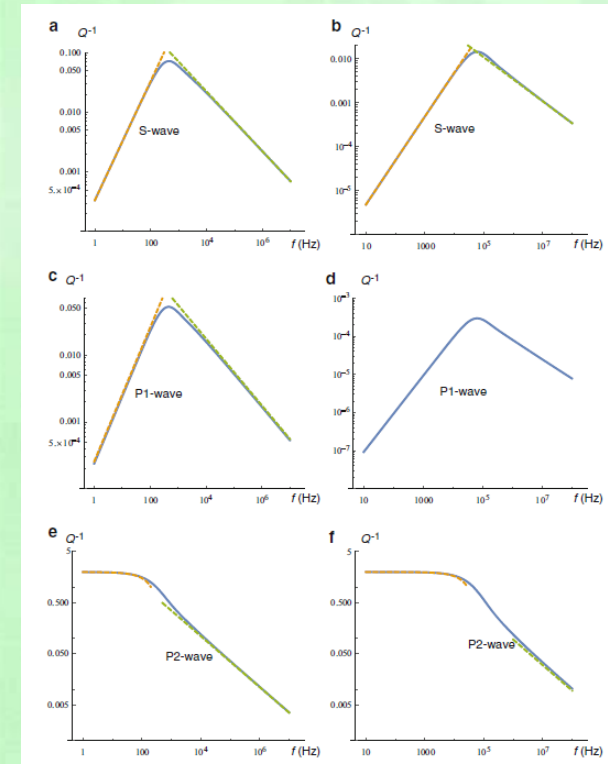 a Q-1
0.100
0.050
0.010
0.005
0.001
5.×10-4
S-wave
1 100 10⁴ 10⁶ f (Hz)
b Q-1
0.010
0.001
10-4
10-5
S-wave
10 1000 10⁵ 10⁷ f (Hz)
c Q-1
0.050
0.010
0.005
0.001
5.×10-4
P1-wave
1 100 10⁴ 10⁶ f (Hz)
d Q-1
10-3
10-4
10-5
10-6
10-7
P1-wave
10 1000 10⁵ 10⁷ f (Hz)
e Q-1
5
0.500
0.050
0.005
P2-wave
1 100 10⁴ 10⁶ f (Hz)
f Q-1
5
0.500
0.050
0.005
P2-wave
10 1000 10⁵ 10⁷ f (Hz)